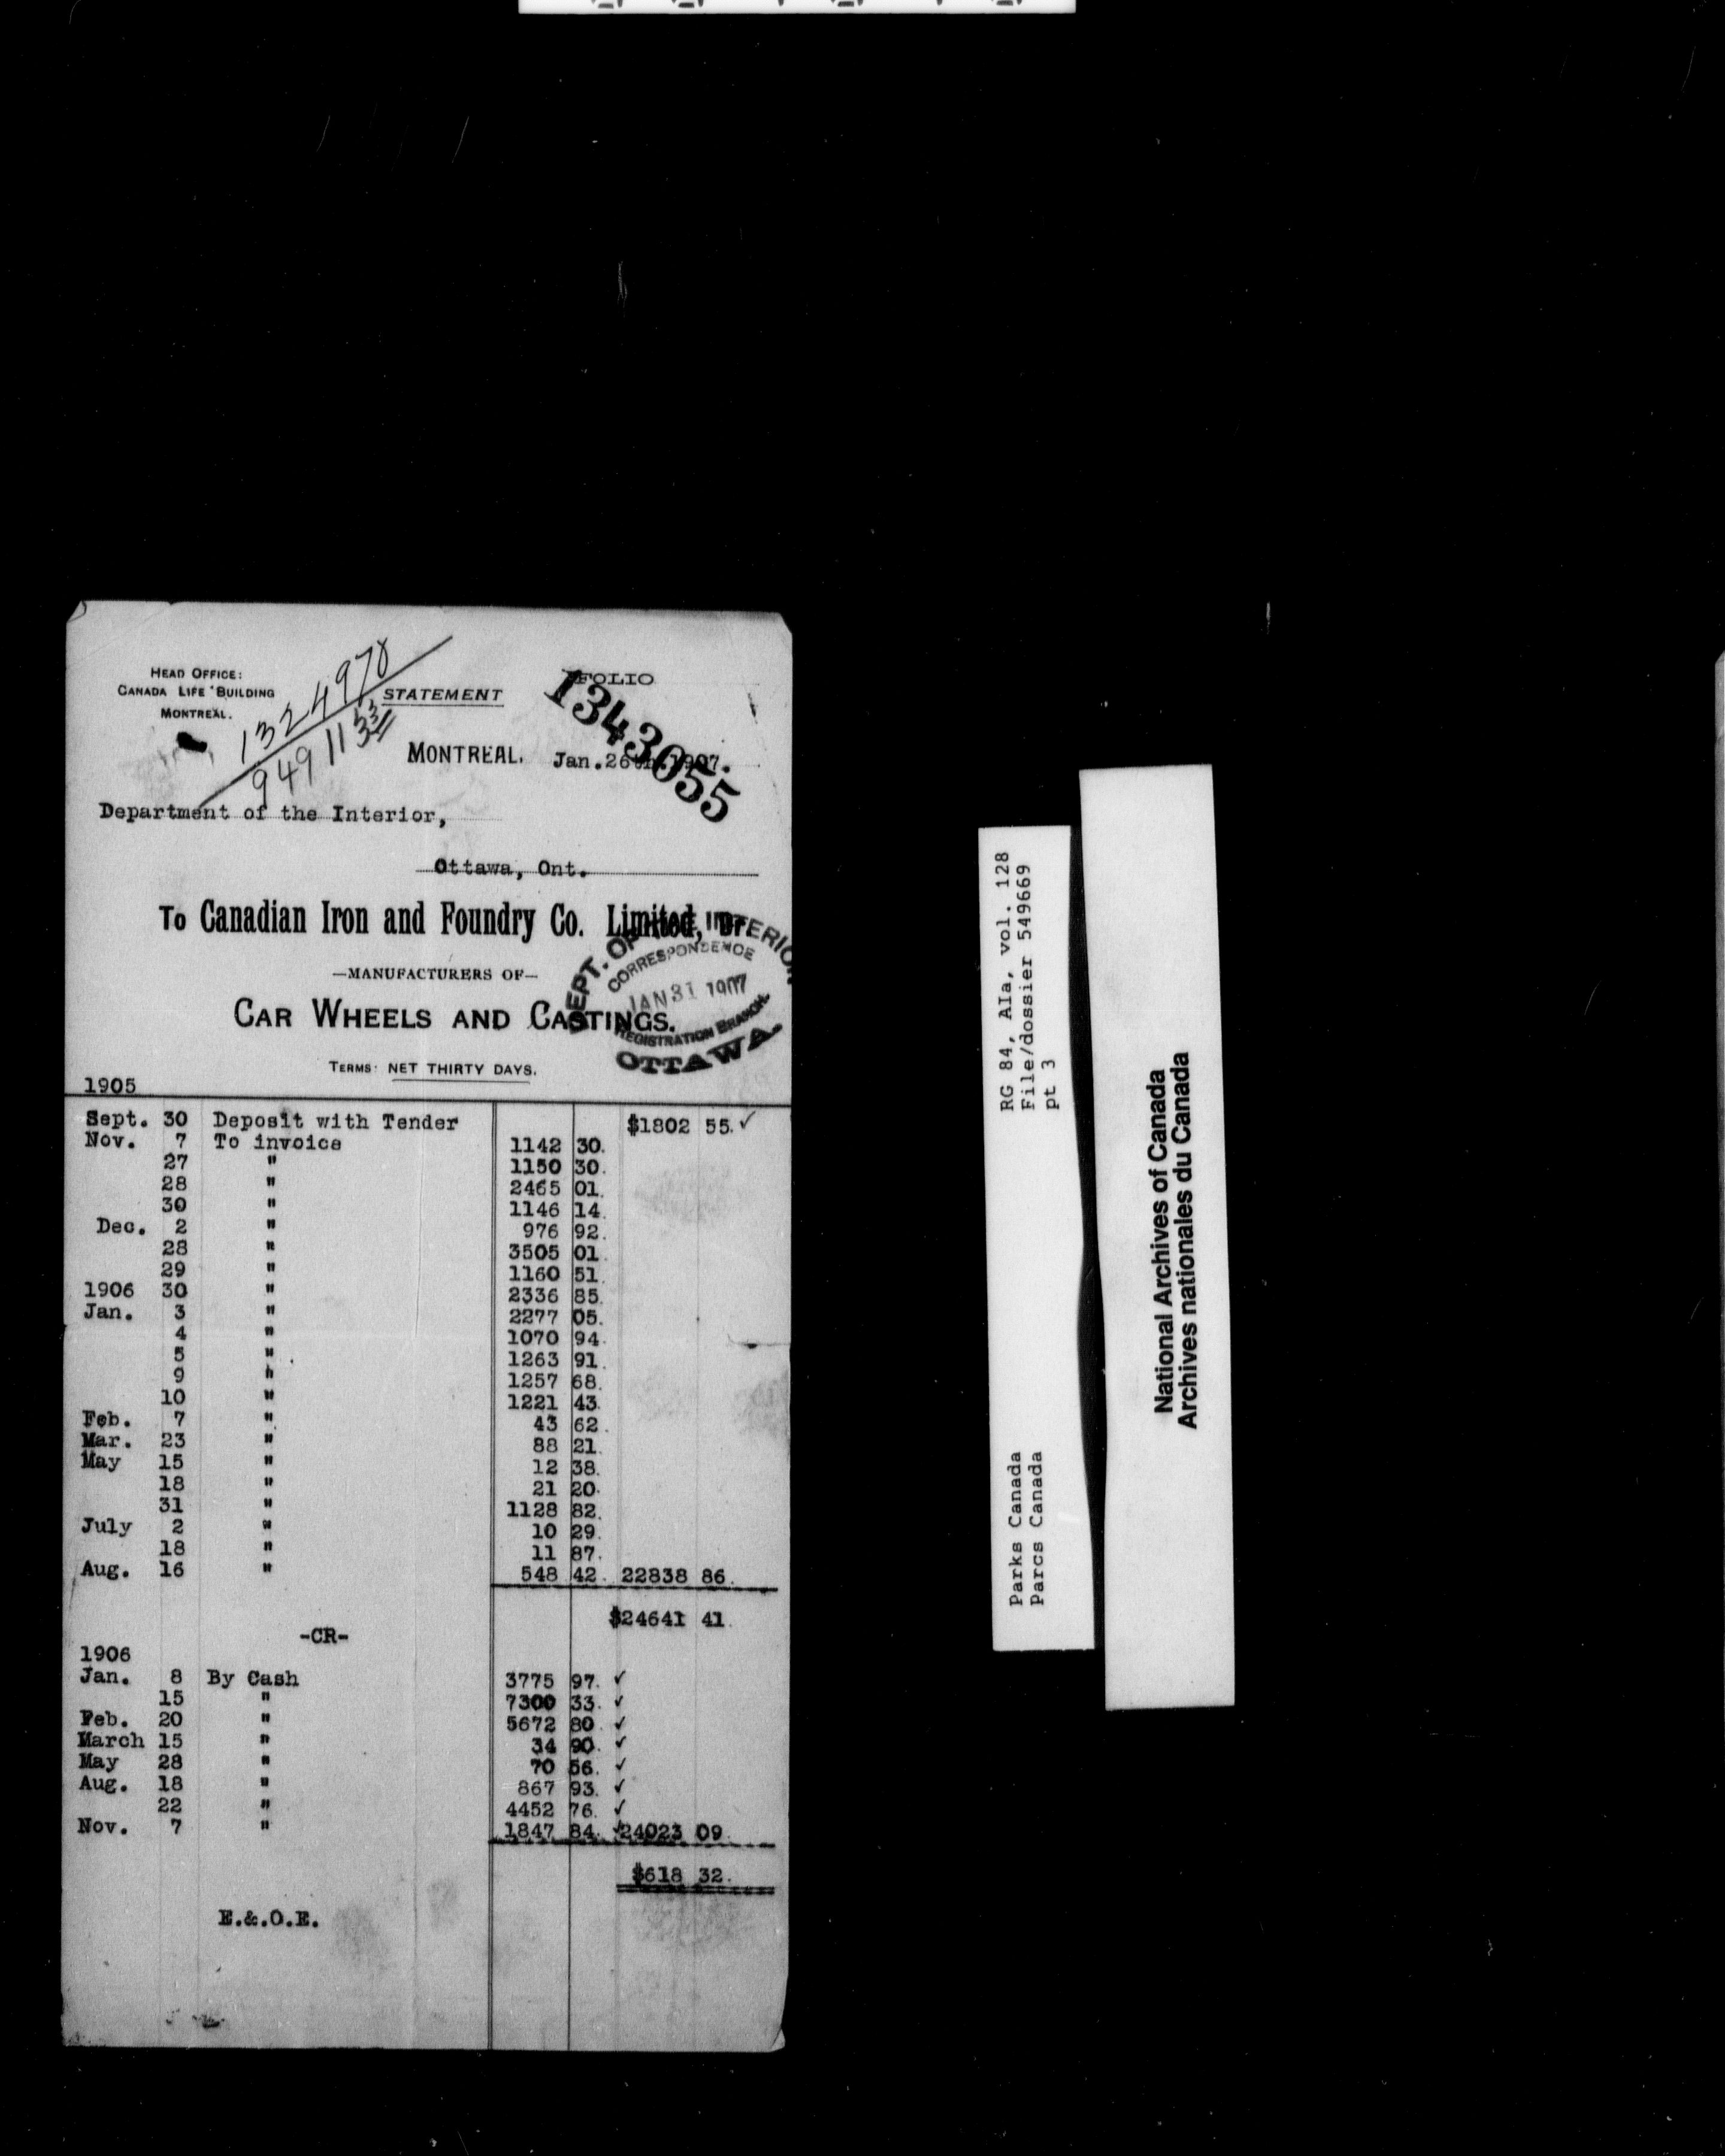 HEAD OFFICE:
CANADA LIFE BUILDING
MONTREAL.
1324970
949 1133
STATEMENT
FOLIO
1343055
MONTREAL. Jan.26th.1907.
Department of the Interior,
Ottawa, Ont.
To Canadian Iron and Foundry Co. Limited, Dr
DEPT. OF THE INTERIOR
CORRESPONDENCE
JAN 31 1907
REGISTRATION BRANCH.
OTTAWA.
—MANUFACTURERS OF—
CAR WHEELS AND CASTINGS.
TERMS: NET THIRTY DAYS.
1905
Sept. 30 Deposit with Tender $1802 55. ✓
Nov. 7 To invoice 1142 30.
27 " 1150 30.
28 " 2465 01.
30 " 1146 14.
Dec. 2 " 976 92.
28 " 3505 01.
29 " 1160 51.
1906 30 " 2336 85.
Jan. 3 " 2277 05.
4 " 1070 94.
5 " 1263 91.
9 " 1257 68.
10 " 1221 43.
Feb. 7 " 43 62.
Mar. 23 " 88 21.
May 15 " 12 38.
18 " 21 20.
31 " 1128 82.
July 2 " 10 29.
18 " 11 87.
Aug. 16 " 548 42. 22838 86.
$24641 41.
-CR-
1906
Jan. 8 By Cash 3775 97. ✓
15 " 7300 33. ✓
Feb. 20 " 5672 80. ✓
March 15 " 34 90. ✓
May 28 " 70 56. ✓
Aug. 18 " 867 93. ✓
22 " 4452 76. ✓
Nov. 7 " 1847 84. ✓ 24023 09.
$618 32.
E.&.O.E.
RG 84, AIa, vol. 128
File/dossier 549669
pt 3
Parks Canada
Parcs Canada
National Archives of Canada
Archives nationales du Canada